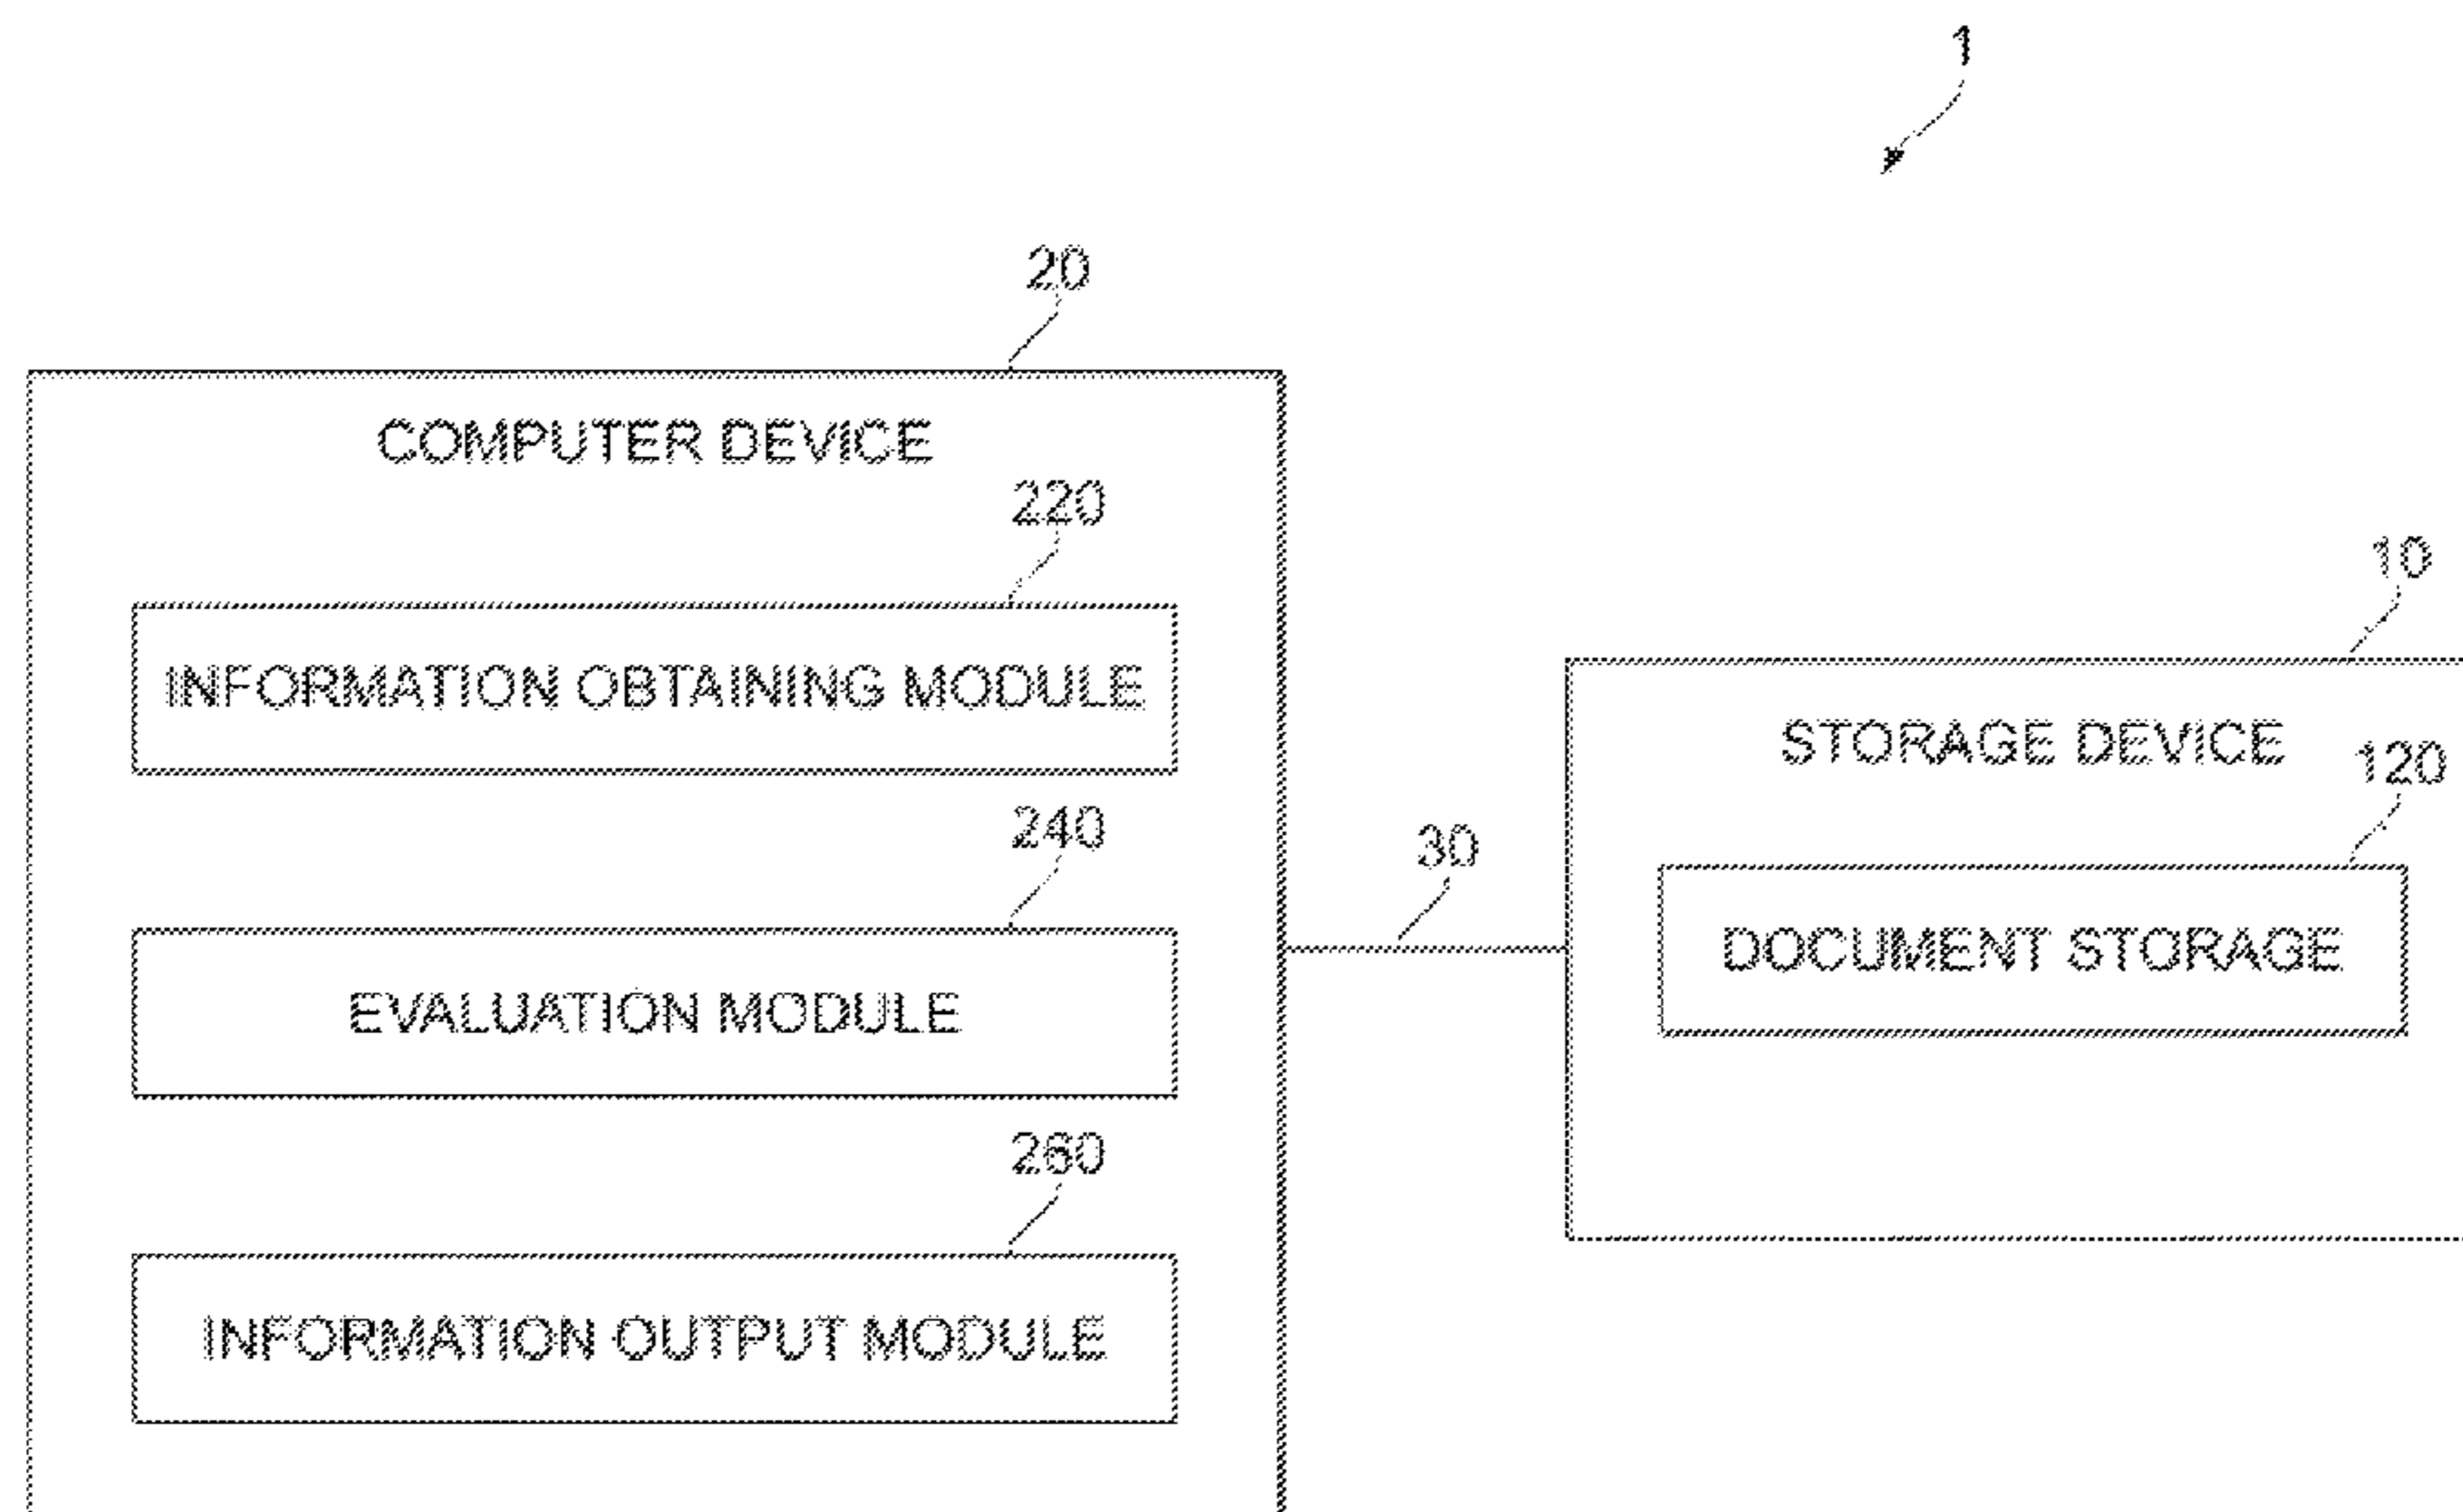 1
20
COMPUTER DEVICE
220
INFORMATION OBTAINING MODULE
240
EVALUATION MODULE
260
INFORMATION OUTPUT MODULE
30
10
STORAGE DEVICE
120
DOCUMENT STORAGE